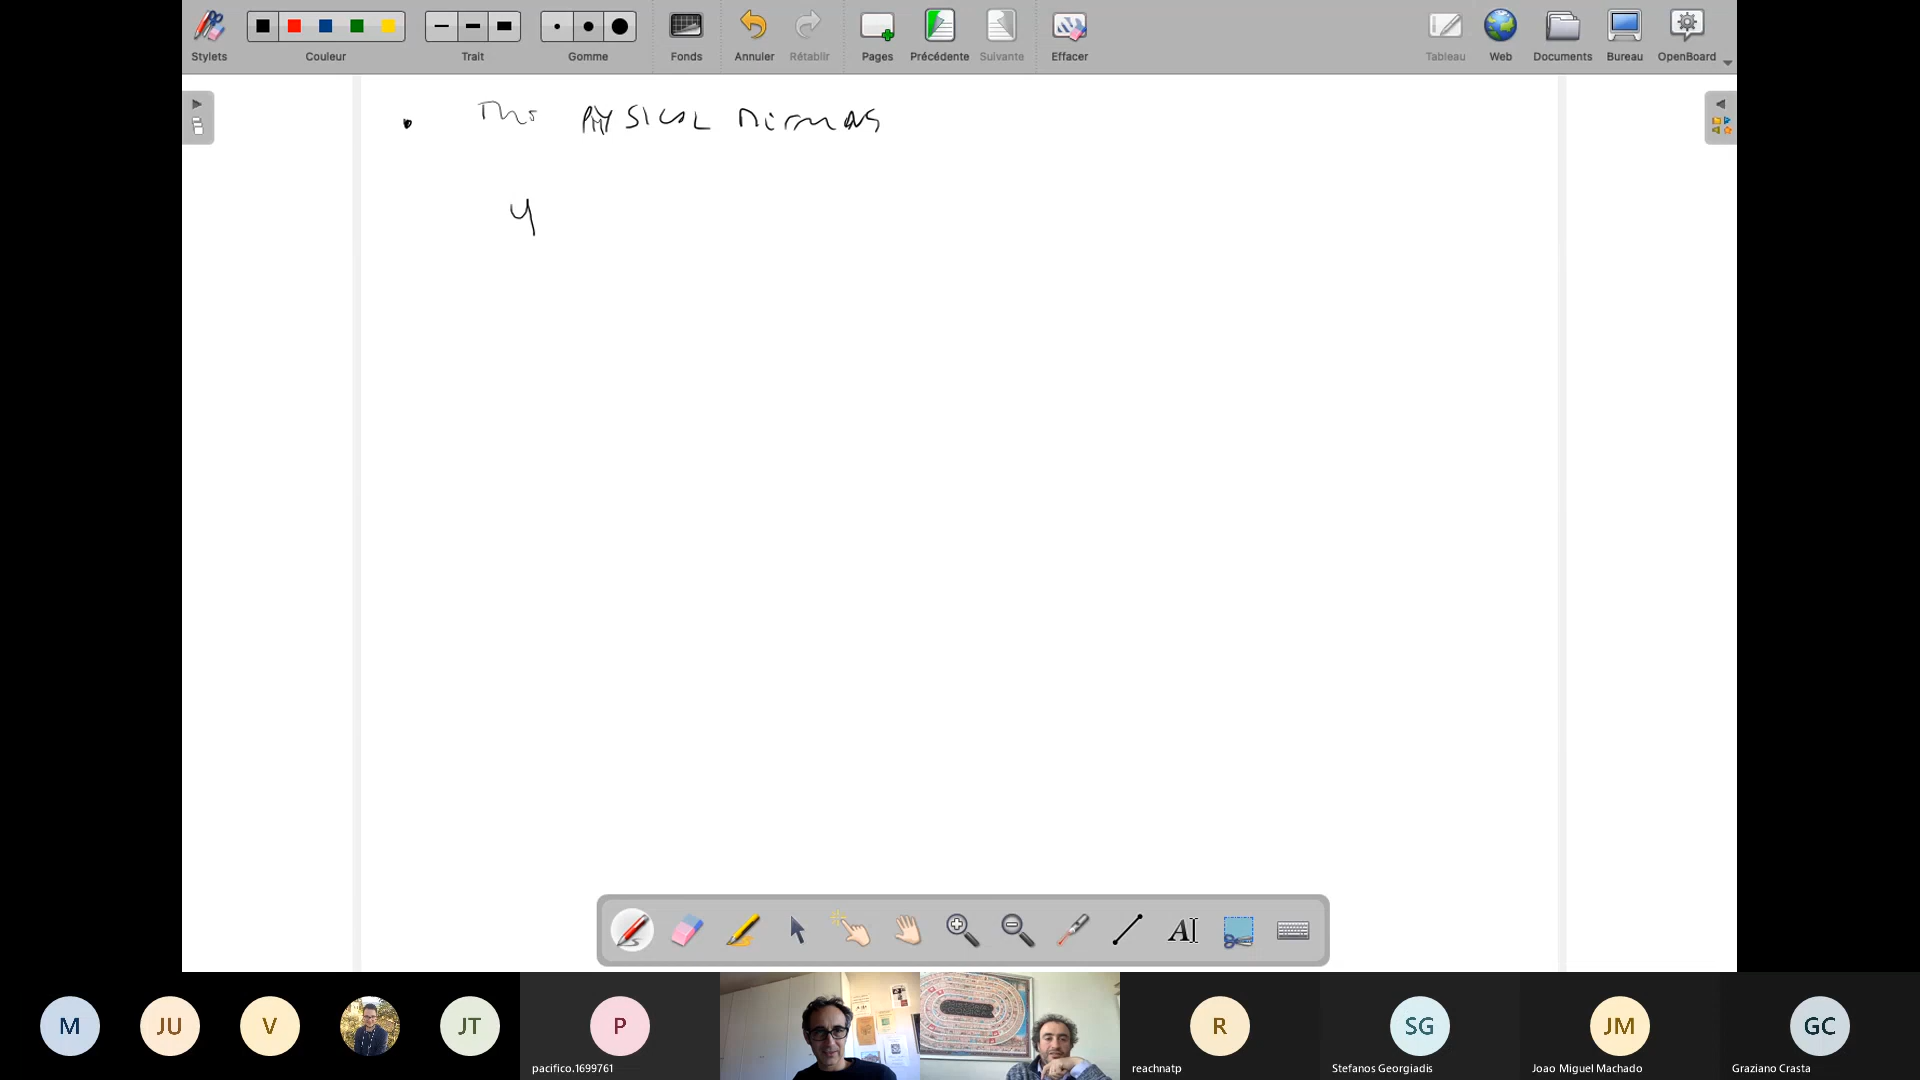 Stylets Couleur Trait Gomme Fonds Annuler Rétablir Pages Précédente Suivante Effacer Tableau Web Documents Bureau OpenBoard
PHYSICAL
y
AI
M JU V JT P R SG JM GC
pacifico.1699761 reachnatp Stefanos Georgiadis Joao Miguel Machado Graziano Crasta